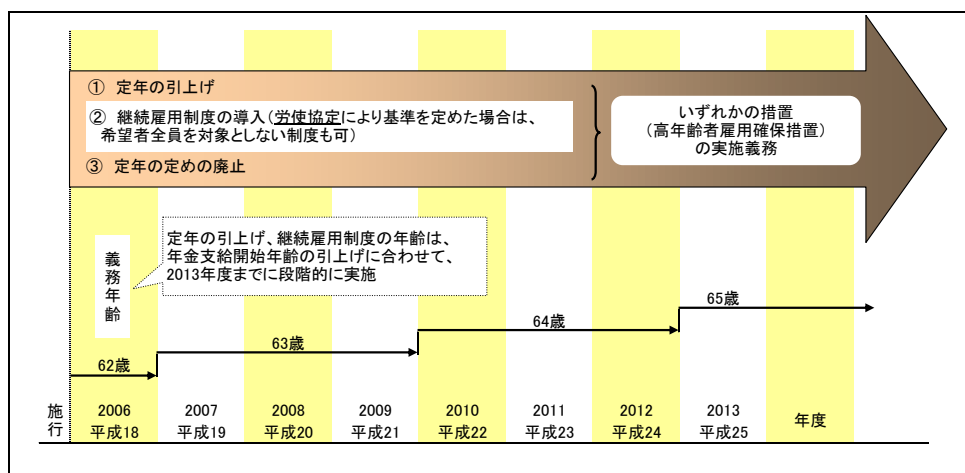 ① 定年の引上げ
② 継続雇用制度の導入(労使協定により基準を定めた場合は、
希望者全員を対象としない制度も可)
③ 定年の定めの廃止
いずれかの措置
(高年齢者雇用確保措置)
の実施義務
定年の引上げ、継続雇用制度の年齢は、
年金支給開始年齢の引上げに合わせて、
2013年度までに段階的に実施
義務年齢
62歳
63歳
64歳
65歳
施行
2006 2007 2008 2009 2010 2011 2012 2013 年度
平成18 平成19 平成20 平成21 平成22 平成23 平成24 平成25